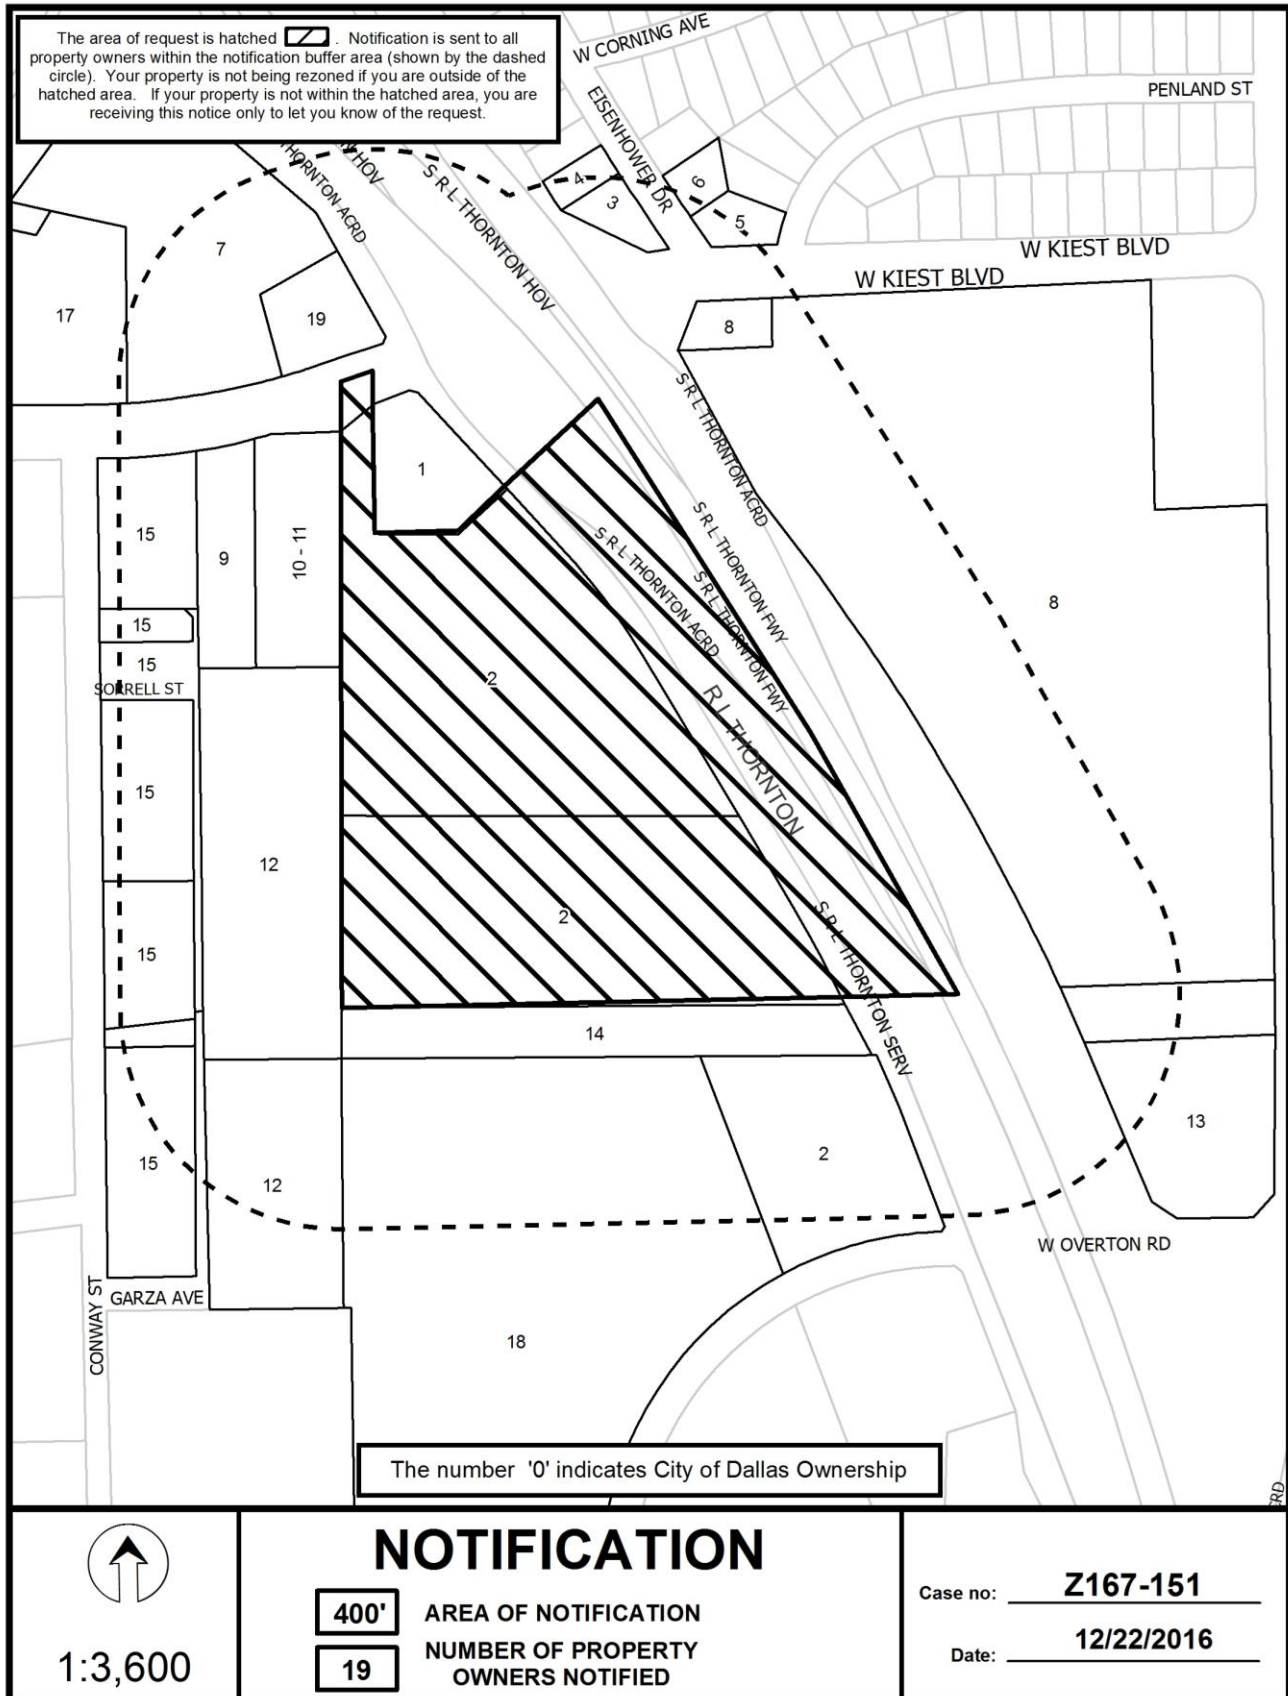 The area of request is hatched . Notification is sent to all
property owners within the notification buffer area (shown by the dashed
circle). Your property is not being rezoned if you are outside of the
hatched area. If your property is not within the hatched area, you are
receiving this notice only to let you know of the request.
W CORNING AVE
PENLAND ST
EISENHOWER DR
THORNTON ACRD
N HOV
S R L THORNTON HOV
4
3
6
5
7
W KIEST BLVD
W KIEST BLVD
17
19
8
S R L THORNTON ACRD
1
15
9
10 - 11
S R L THORNTON ACRD
S R L THORNTON FWY
S R L THORNTON FWY
8
15
15
SORRELL ST
2
R L THORNTON
15
12
2
S R L THORNTON SERV
15
14
15
12
2
13
W OVERTON RD
CONWAY ST
GARZA AVE
18
The number '0' indicates City of Dallas Ownership
CRD
1:3,600
NOTIFICATION
400' AREA OF NOTIFICATION
19 NUMBER OF PROPERTY
OWNERS NOTIFIED
Case no: Z167-151
Date: 12/22/2016